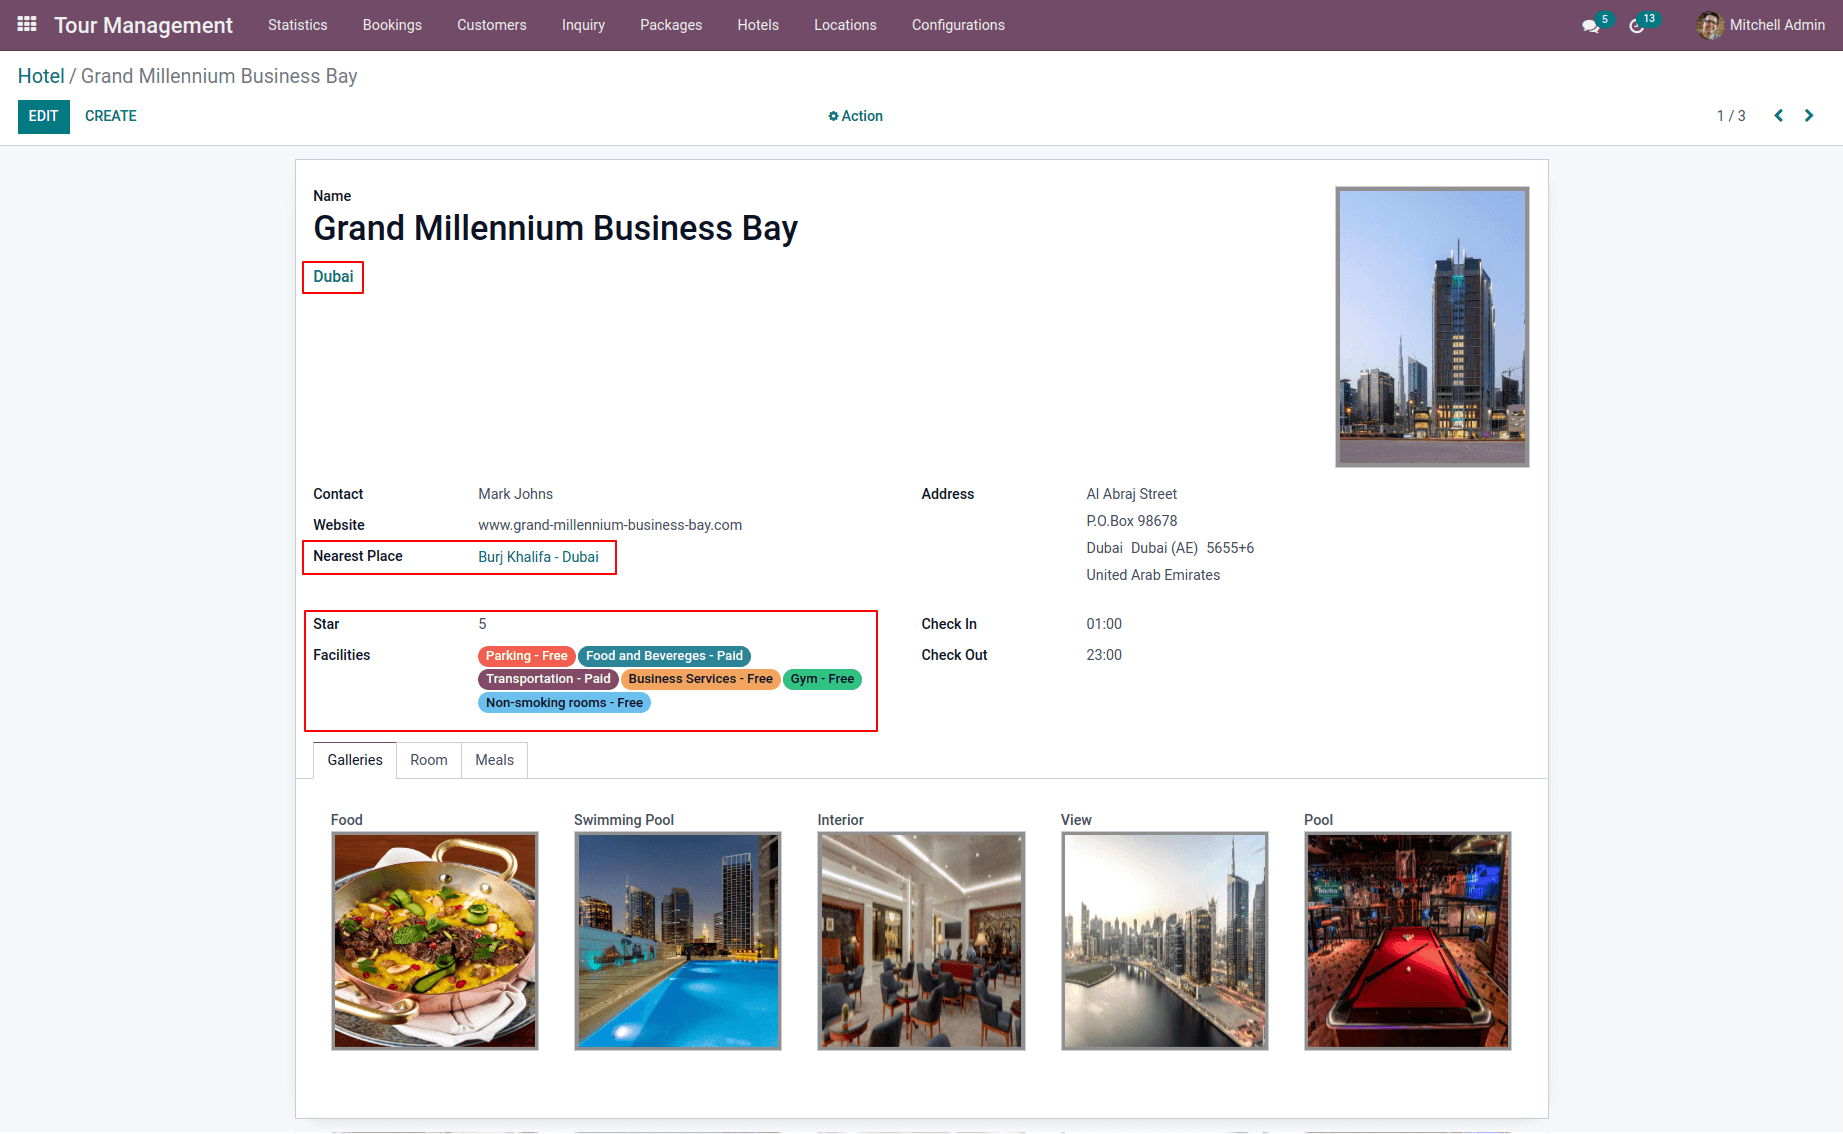 Tour Management Statistics Bookings Customers Inquiry Packages Hotels Locations Configurations 5 13 Mitchell Admin
Hotel / Grand Millennium Business Bay
EDIT CREATE Action 1 / 3
Name
Grand Millennium Business Bay
Dubai
Contact Mark Johns Address Al Abraj Street
P.O.Box 98678
Website www.grand-millennium-business-bay.com
Nearest Place Burj Khalifa - Dubai Dubai Dubai (AE) 5655+6
United Arab Emirates
Star 5 Check In 01:00
Facilities Parking - Free Food and Bevereges - Paid Check Out 23:00
Transportation - Paid Business Services - Free Gym - Free
Non-smoking rooms - Free
Galleries Room Meals
Food Swimming Pool Interior View Pool